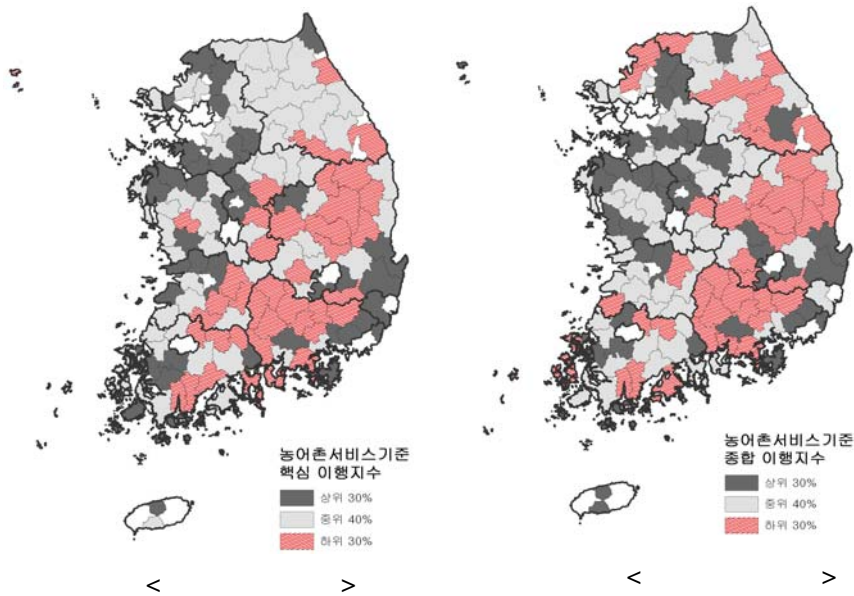 농어촌서비스기준
핵심 이행지수
상위 30%
중위 40%
하위 30%
< >
농어촌서비스기준
종합 이행지수
상위 30%
중위 40%
하위 30%
< >